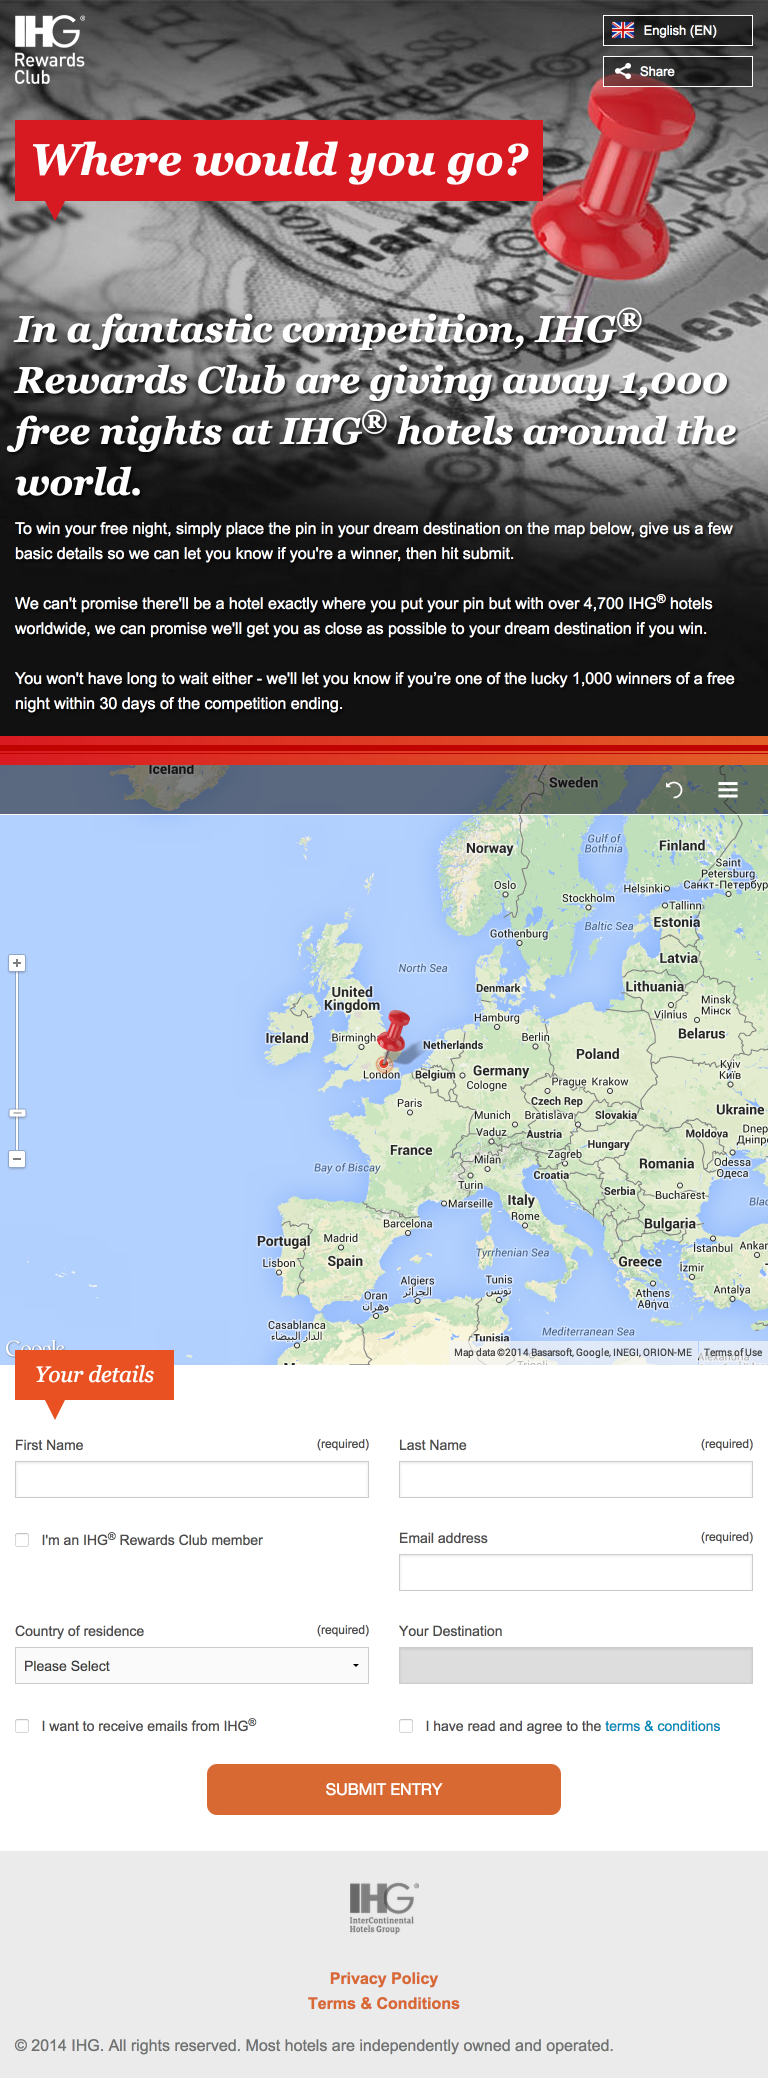 IHG®
Rewards
Club
English (EN)
Share
Where would you go?
In a fantastic competition, IHG®
Rewards Club are giving away 1,000
free nights at IHG® hotels around the
world.
To win your free night, simply place the pin in your dream destination on the map below, give us a few
basic details so we can let you know if you're a winner, then hit submit.
We can't promise there'll be a hotel exactly where you put your pin but with over 4,700 IHG® hotels
worldwide, we can promise we'll get you as close as possible to your dream destination if you win.
You won't have long to wait either - we'll let you know if you’re one of the lucky 1,000 winners of a free
night within 30 days of the competition ending.
Iceland
Sweden
Norway
Gulf of
Bothnia
Finland
Saint
Petersburg
Санкт-Петербур
Oslo
Helsinki
Stockholm
Tallinn
Estonia
Baltic Sea
Gothenburg
Latvia
North Sea
Denmark
Lithuania
United
Kingdom
Minsk
Мінск
Vilnius
Hamburg
Ireland
Birmingh
Netherlands
Berlin
Belarus
Poland
London
Belgium
Germany
Cologne
Kyiv
Київ
Prague
Krakow
Paris
Czech Rep
Ukraine
Munich
Bratislava
Slovakia
Vaduz
Austria
Moldova
Dnep
Дніпр
France
Hungary
Milan
Zagreb
Romania
Odessa
Одеса
Bay of Biscay
Croatia
Turin
Serbia
Bucharest
Marseille
Italy
Blac
Barcelona
Rome
Bulgaria
Portugal
Madrid
İstanbul
Ankar
Tyrrhenian Sea
Lisbon
Spain
Greece
İzmir
Algiers
الجزائر
Tunis
تونس
Antalya
Oran
وهران
Athens
Αθήνα
Casablanca
الدار البيضاء
Tunisia
Mediterranean Sea
Google
Map data ©2014 Basarsoft, Google, INEGI, ORION-ME
Terms of Use
Tripoli
Alexandria
Your details
First Name
(required)
Last Name
(required)
I'm an IHG® Rewards Club member
Email address
(required)
Country of residence
(required)
Your Destination
Please Select
I want to receive emails from IHG®
I have read and agree to the terms & conditions
SUBMIT ENTRY
IHG®
InterContinental
Hotels Group
Privacy Policy
Terms & Conditions
© 2014 IHG. All rights reserved. Most hotels are independently owned and operated.